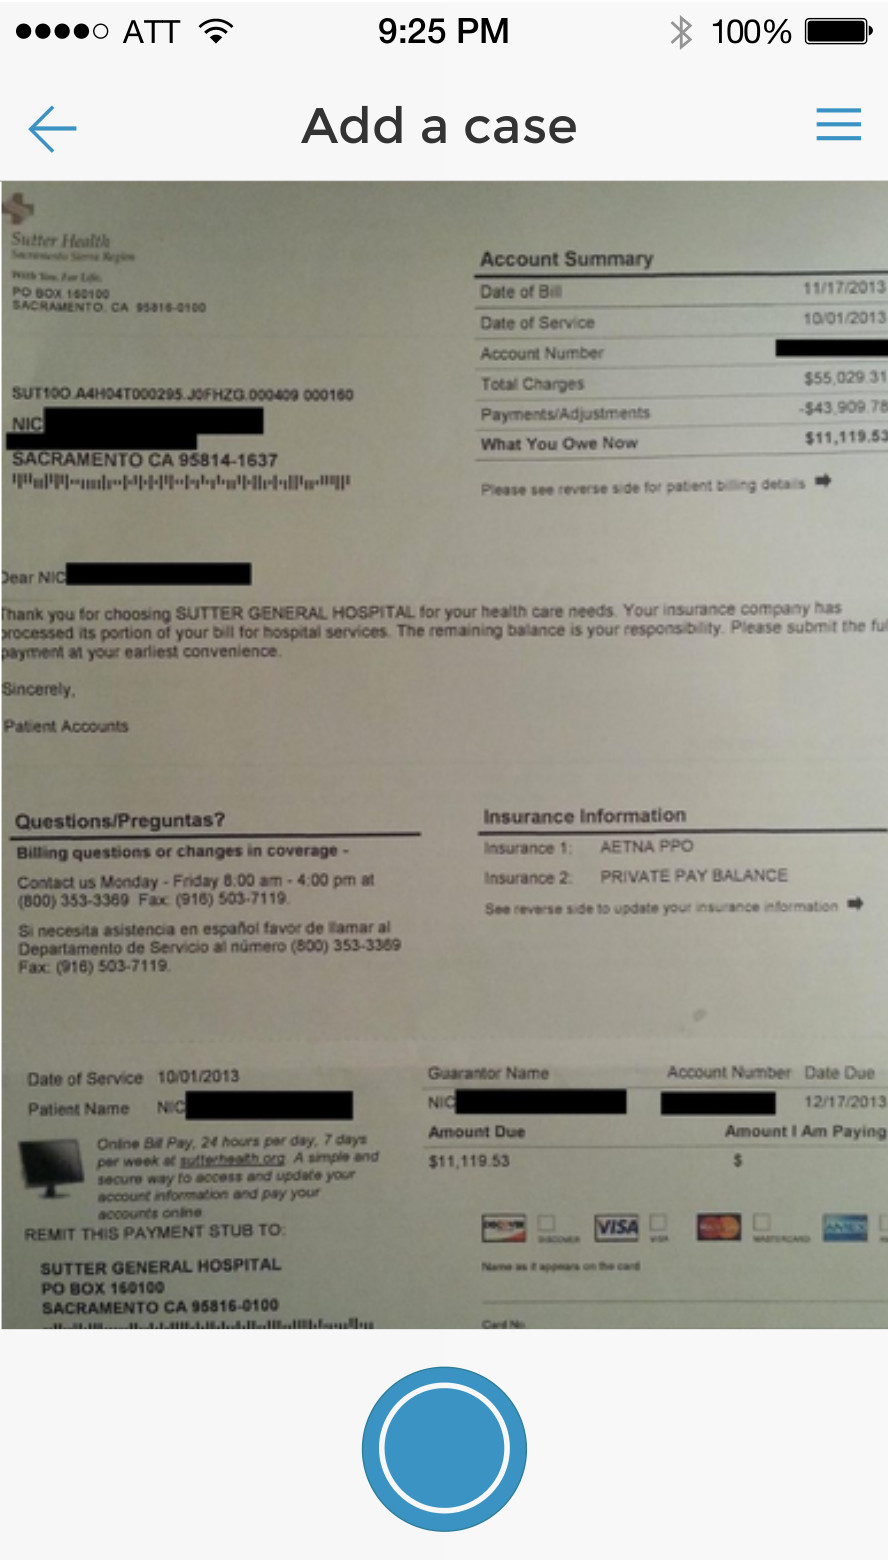 ATT 9:25 PM 100%
Add a case
Sutter Health
Sacramento Sierra Region
With You. For Life.
PO BOX 160100
SACRAMENTO, CA 95816-0100
Account Summary
Date of Bill 11/17/2013
Date of Service 10/01/2013
Account Number
Total Charges $55,029.31
Payments/Adjustments -$43,909.78
What You Owe Now $11,119.53
Please see reverse side for patient billing details
SUT10O.A4H04T000295.J0FHZG.000409 000160
NIC
SACRAMENTO CA 95814-1637
Dear NIC
Thank you for choosing SUTTER GENERAL HOSPITAL for your health care needs. Your insurance company has
processed its portion of your bill for hospital services. The remaining balance is your responsibility. Please submit the ful
payment at your earliest convenience.
Sincerely,
Patient Accounts
Questions/Preguntas?
Billing questions or changes in coverage -
Contact us Monday - Friday 8:00 am - 4:00 pm at
(800) 353-3369 Fax: (916) 503-7119.
Si necesita asistencia en español favor de llamar al
Departamento de Servicio al número (800) 353-3369
Fax: (916) 503-7119.
Insurance Information
Insurance 1: AETNA PPO
Insurance 2: PRIVATE PAY BALANCE
See reverse side to update your insurance information
Date of Service 10/01/2013
Patient Name NIC
Guarantor Name Account Number Date Due
NIC 12/17/2013
Amount Due Amount I Am Paying
$11,119.53 $
Online Bill Pay, 24 hours per day, 7 days
per week at sutterhealth.org. A simple and
secure way to access and update your
account information and pay your
accounts online.
REMIT THIS PAYMENT STUB TO:
SUTTER GENERAL HOSPITAL
PO BOX 160100
SACRAMENTO CA 95816-0100
DISCOVER VISA MASTERCARD AMEX
DISCOVER VISA MASTERCARD
Name as it appears on the card
Card No.